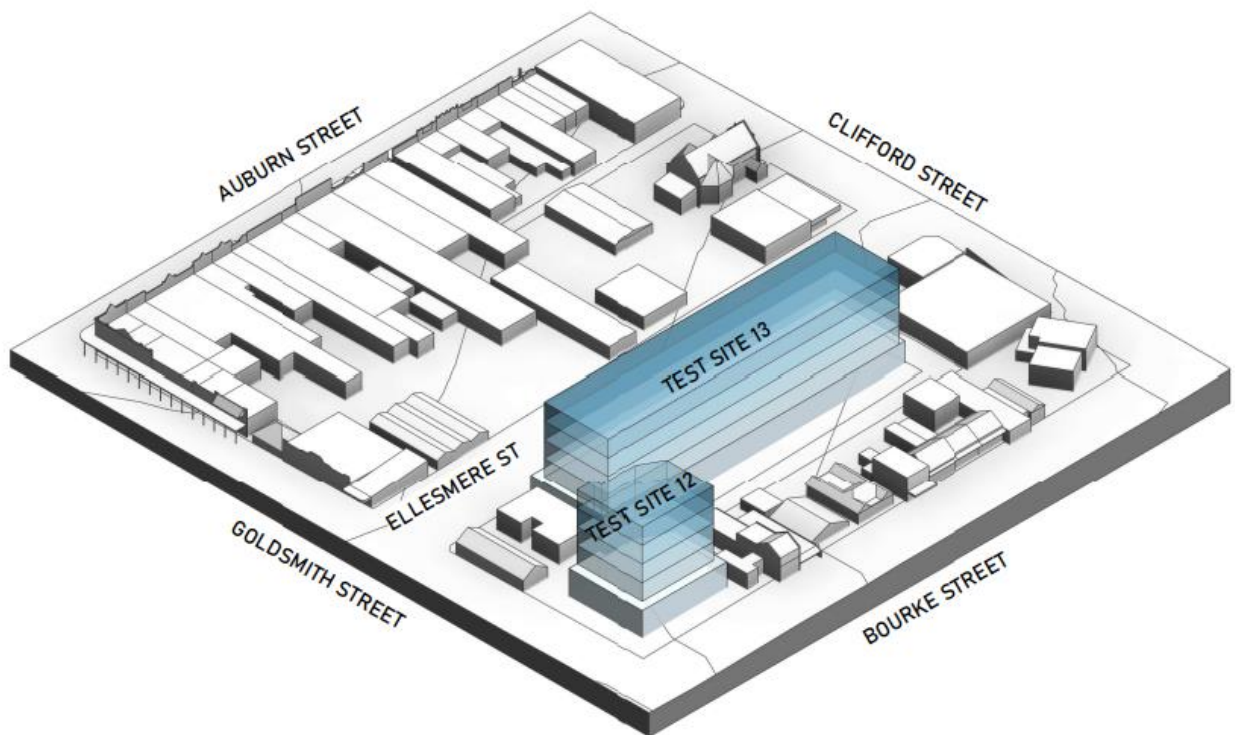 AUBURN STREET
CLIFFORD STREET
TEST SITE 13
ELLESMERE ST
TEST SITE 12
GOLDSMITH STREET
BOURKE STREET